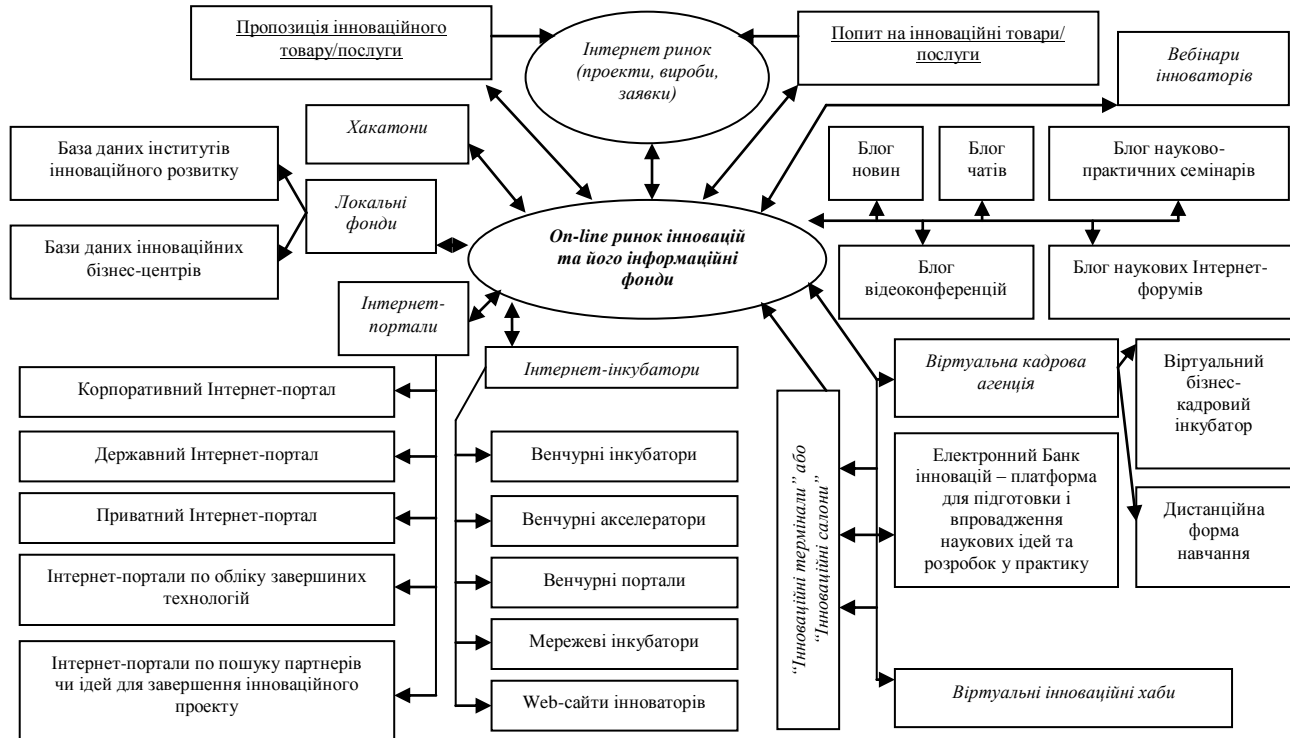 Пропозиція інноваційного
товару/послуги
Інтернет ринок
(проекти, вироби,
заявки)
Попит на інноваційні товари/
послуги
Вебінари
інноваторів
Хакатони
База даних інститутів
інноваційного розвитку
Локальні
фонди
Бази даних інноваційних
бізнес-центрів
Блог
новин
Блог
чатів
Блог науково-
практичних семінарів
On-line ринок інновацій
та його інформаційні
фонди
Блог
відеоконференцій
Блог наукових Інтернет-
форумів
Інтернет-
портали
Інтернет-інкубатори
Корпоративний Інтернет-портал
Державний Інтернет-портал
Приватний Інтернет-портал
Інтернет-портали по обліку завершиних
технологій
Інтернет-портали по пошуку партнерів
чи ідей для завершення інноваційного
проекту
Венчурні інкубатори
Венчурні акселератори
Венчурні портали
Мережеві інкубатори
Web-сайти інноваторів
“Інноваційні термінали” або
“Інноваційні салони”
Віртуальна кадрова
агенція
Віртуальний
бізнес-
кадровий
інкубатор
Електронний Банк
інновацій – платформа
для підготовки і
впровадження
наукових ідей та
розробок у практику
Дистанційна
форма
навчання
Віртуальні інноваційні хаби